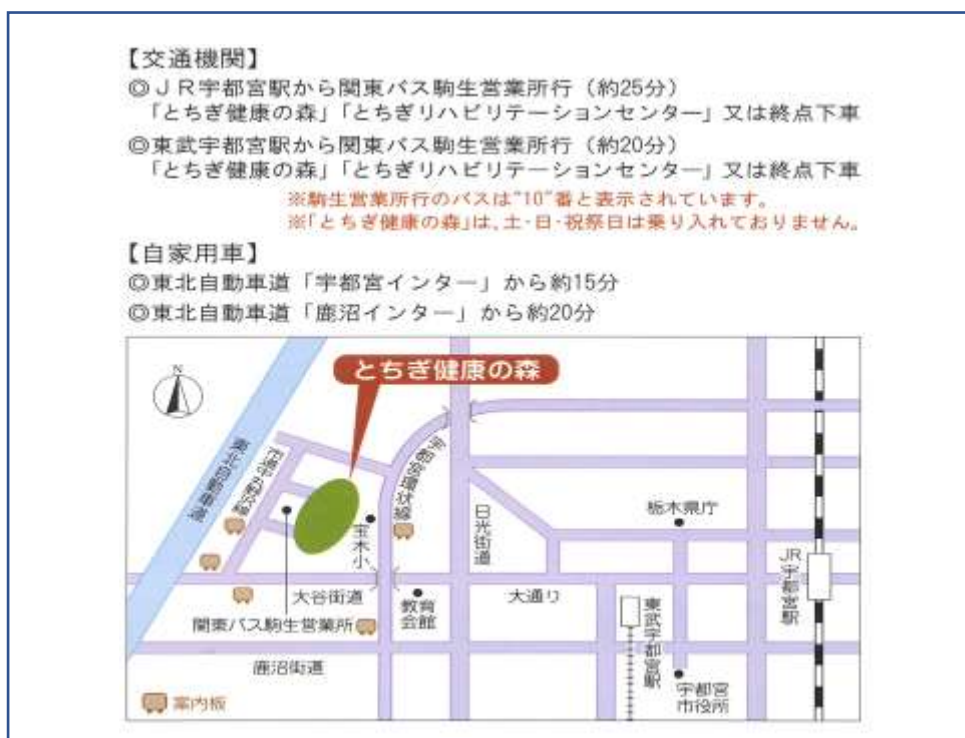 【交通機関】
◎JR宇都宮駅から関東バス駒生営業所行（約25分）
「とちぎ健康の森」「とちぎリハビリテーションセンター」又は終点下車
◎東武宇都宮駅から関東バス駒生営業所行（約20分）
「とちぎ健康の森」「とちぎリハビリテーションセンター」又は終点下車
※駒生営業所行のバスは"10"番と表示されています。
※「とちぎ健康の森」は、土・日・祝祭日は乗り入れておりません。
【自家用車】
◎東北自動車道「宇都宮インター」から約15分
◎東北自動車道「鹿沼インター」から約20分
とちぎ健康の森
N
東北自動車道
宇都宮環状線
宝木小
日光街道
栃木県庁
JR宇都宮駅
大谷街道
教育会館
大通り
東武宇都宮駅
関東バス駒生営業所
鹿沼街道
宇都宮市役所
案内板